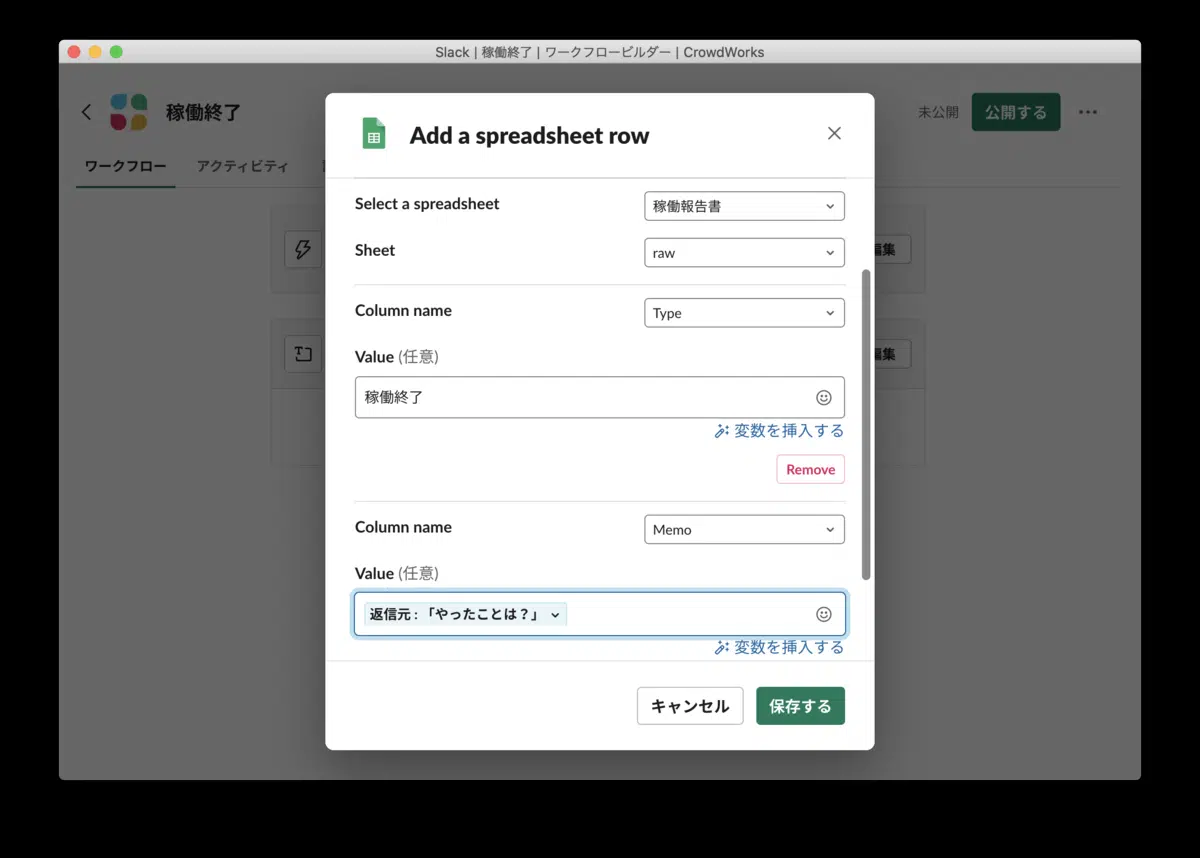 Slack | 稼働終了 | ワークフロービルダー | CrowdWorks
稼働終了
未公開
公開する
ワークフロー
アクティビティ
Add a spreadsheet row
Select a spreadsheet
稼働報告書
Sheet
raw
編集
Column name
Type
Value (任意)
編集
稼働終了
変数を挿入する
Remove
Column name
Memo
Value (任意)
返信元 : 「やったことは？」
変数を挿入する
キャンセル
保存する